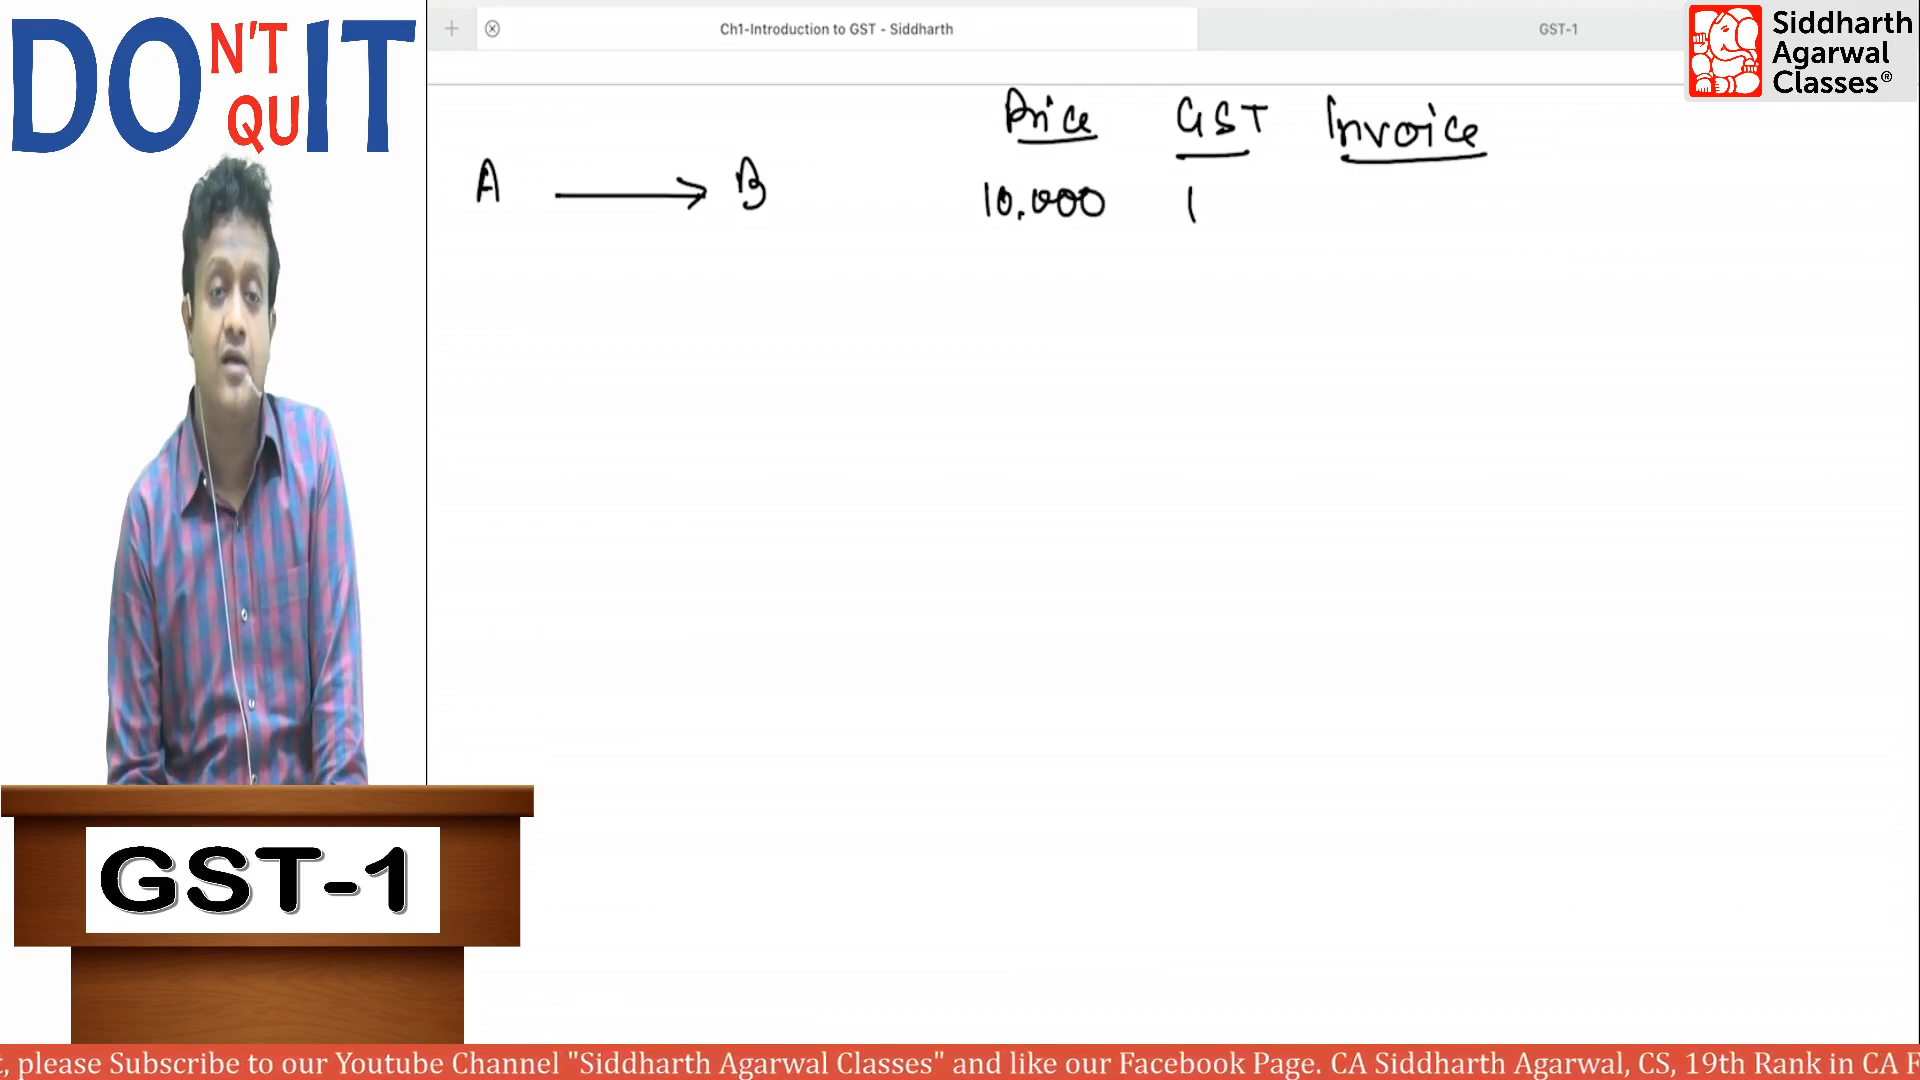 DON'T QUIT
Ch1-Introduction to GST - Siddharth
GST-1
Siddharth
Agarwal
Classes®
Price GST Invoice
A → B 10.000 1
GST-1
, please Subscribe to our Youtube Channel "Siddharth Agarwal Classes" and like our Facebook Page. CA Siddharth Agarwal, CS, 19th Rank in CA F